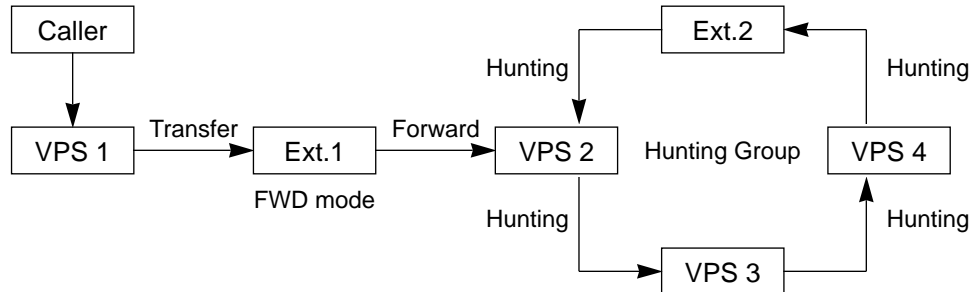 Caller
Ext.2
Hunting
Hunting
Transfer
Forward
VPS 1
Ext.1
VPS 2
Hunting Group
VPS 4
FWD mode
Hunting
Hunting
VPS 3